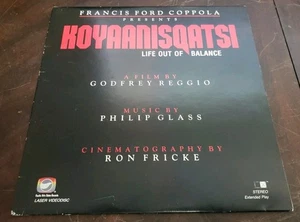 FRANCIS FORD COPPOLA
PRESENTS
KOYAANISQATSI
LIFE OUT OF BALANCE
A FILM BY
GODFREY REGGIO
MUSIC BY
PHILIP GLASS
CINEMATOGRAPHY BY
RON FRICKE
LASER VIDEODISC
STEREO
Extended Play